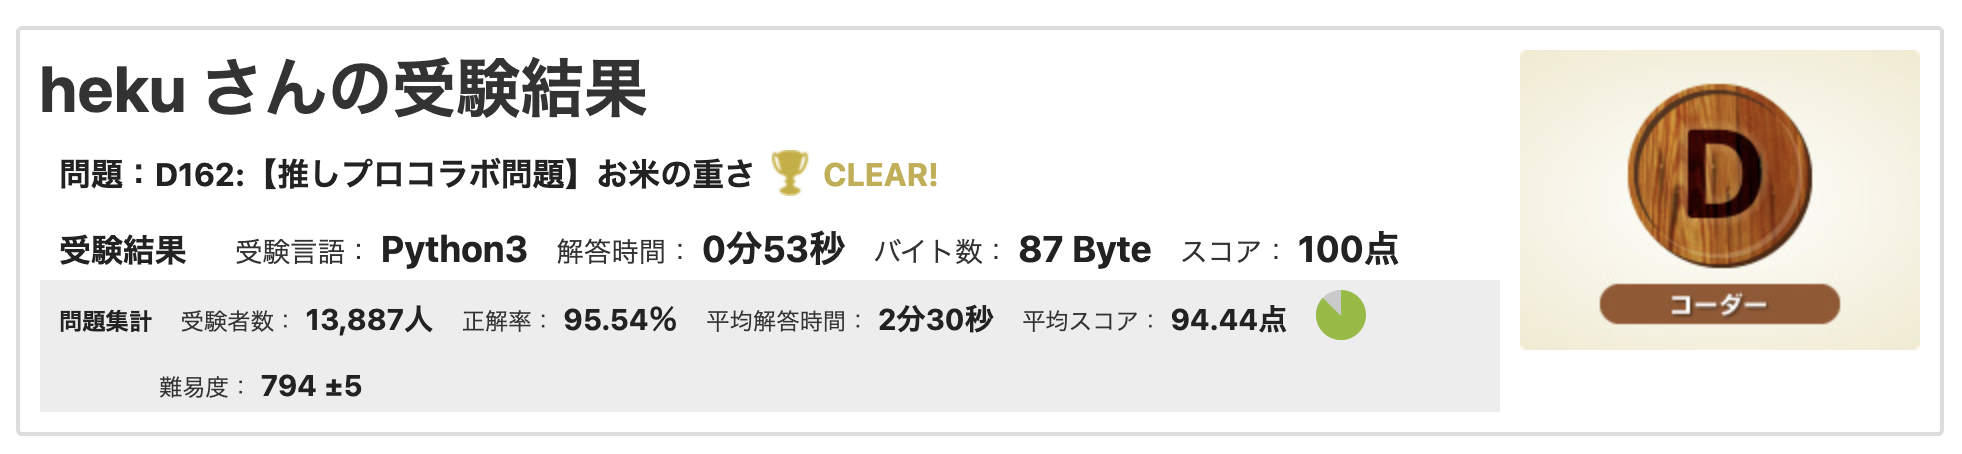 heku さんの受験結果
問題：D162:【推しプロコラボ問題】お米の重さ CLEAR!
受験結果 受験言語： Python3 解答時間： 0分53秒 バイト数： 87 Byte スコア： 100点
問題集計 受験者数： 13,887人 正解率： 95.54% 平均解答時間： 2分30秒 平均スコア： 94.44点
難易度： 794 ±5
D
コーダー